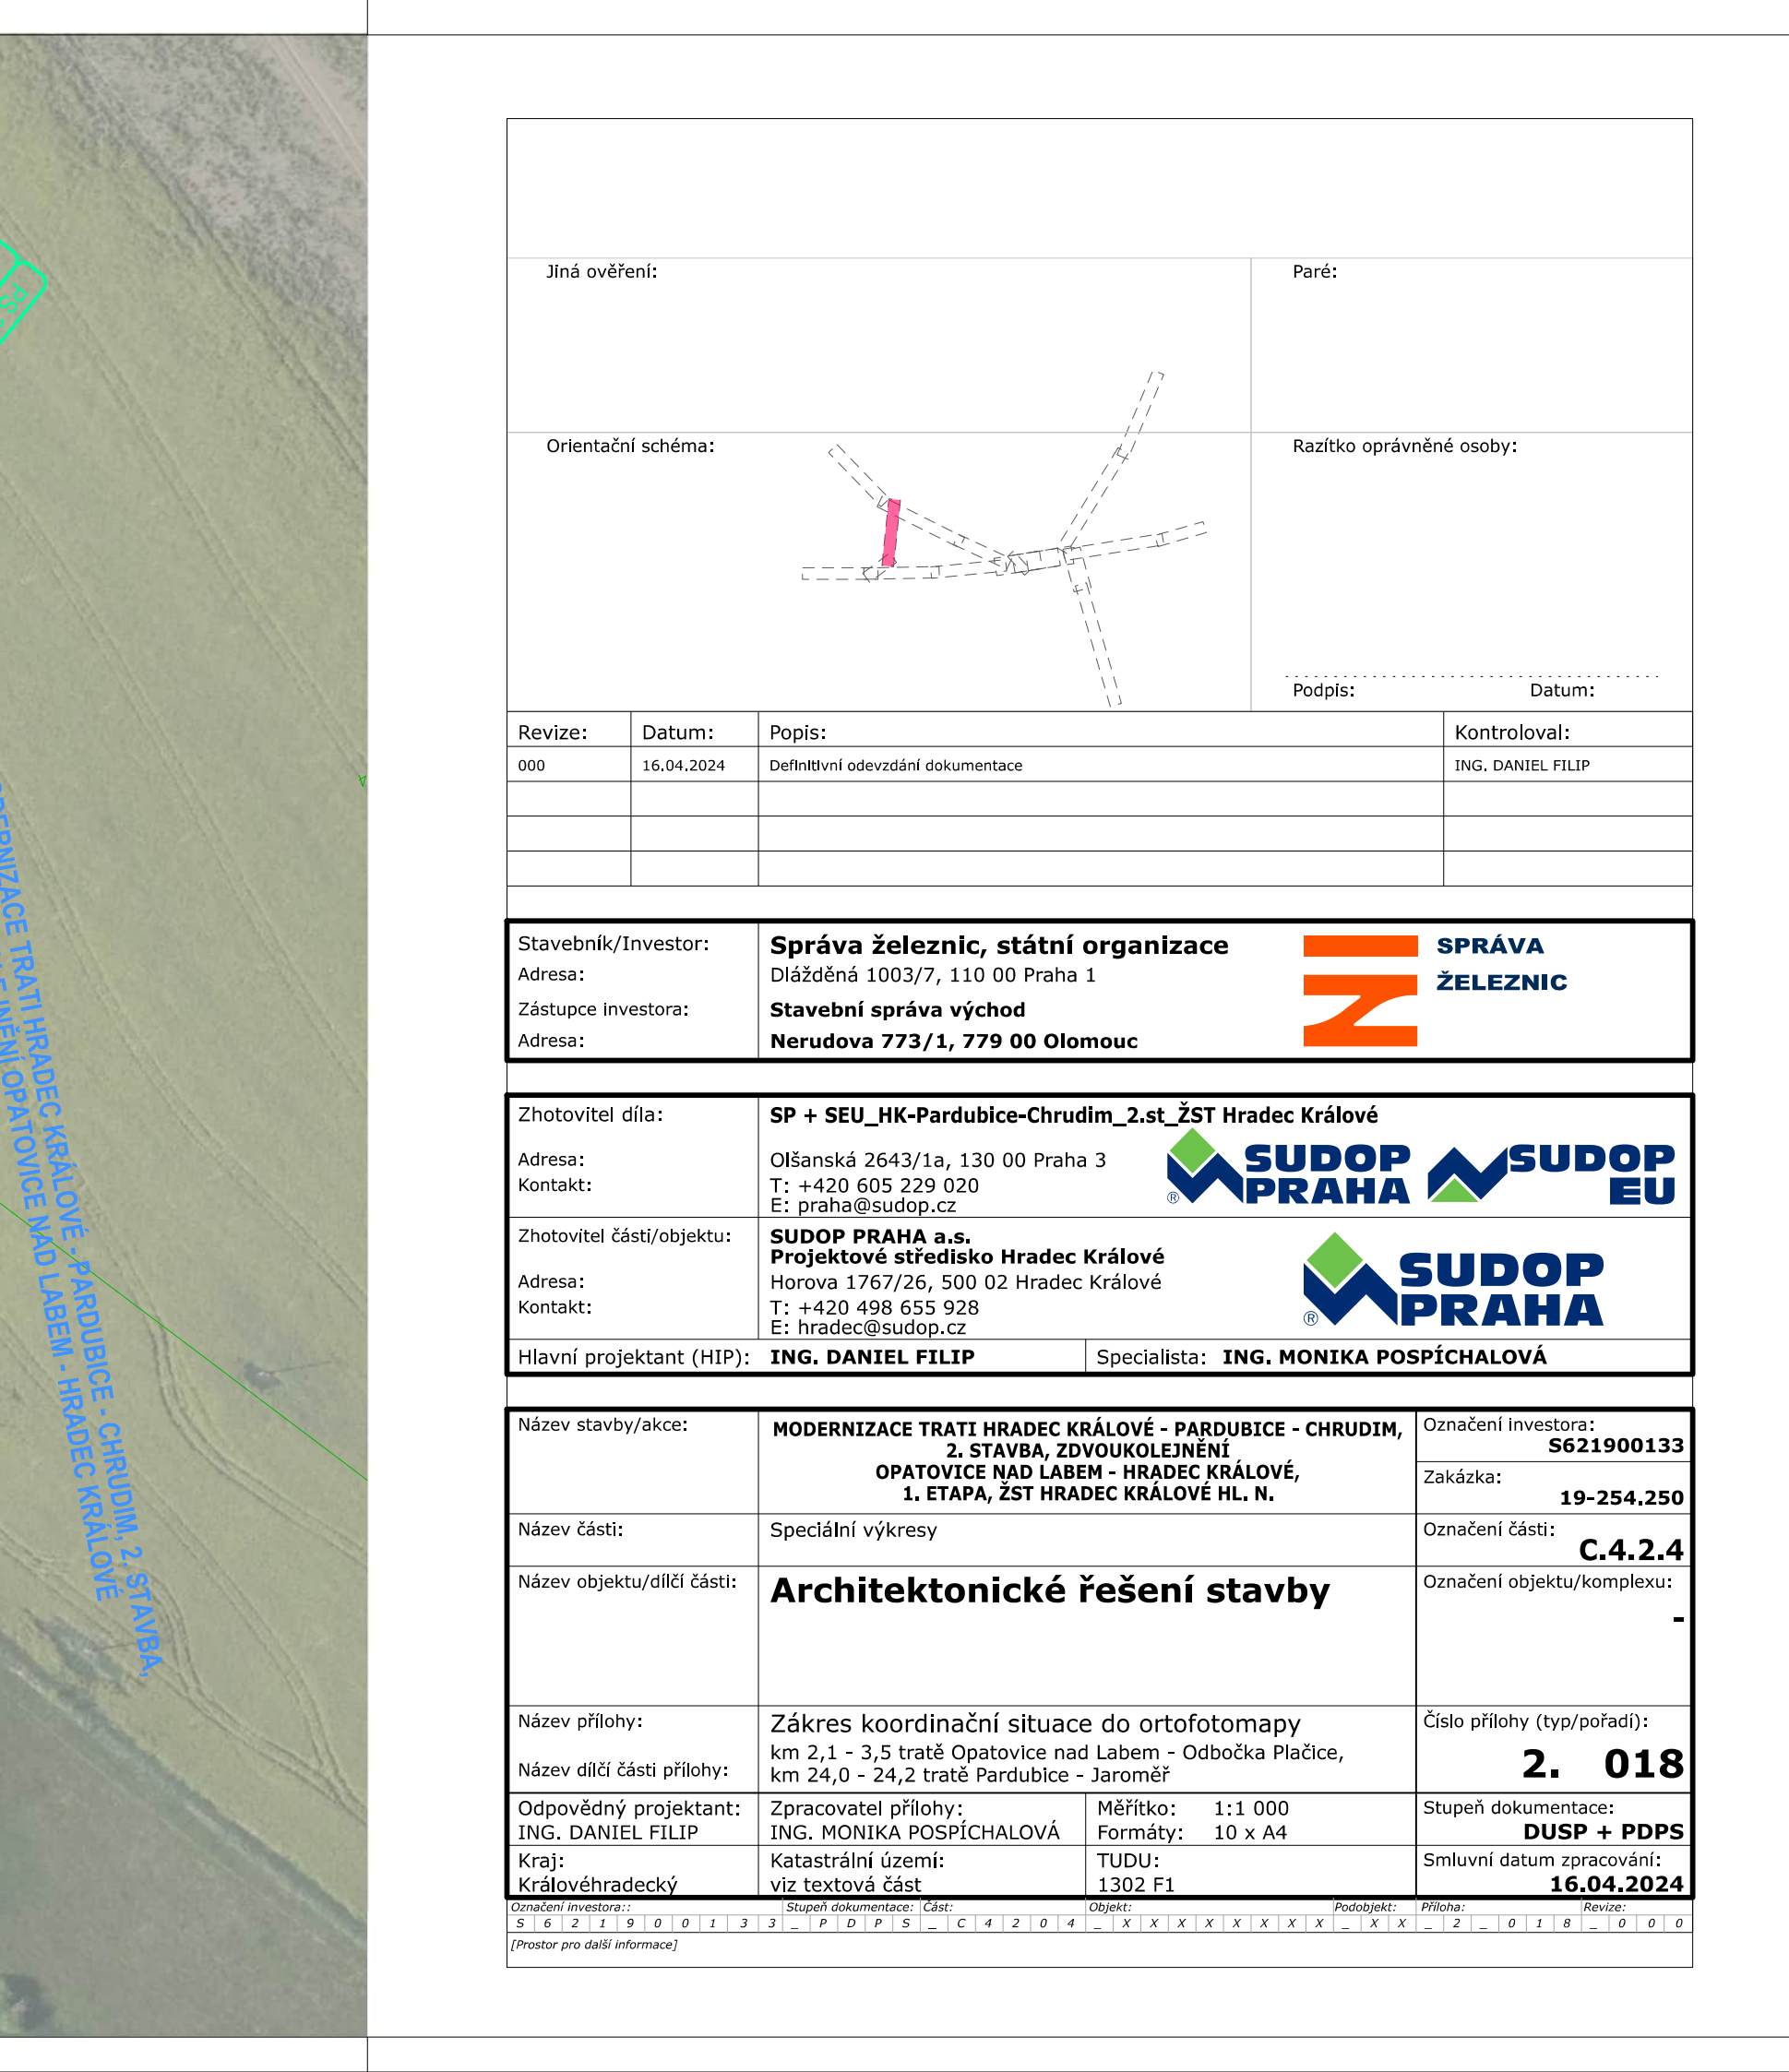 Sd
MODERNIZACE TRATI HRADEC KRÁLOVÉ - PARDUBICE - CHRUDIM, 2. STAVBA,
OPATOVICE NAD LABEM - HRADEC KRÁLOVÉ
Jiná ověření:
Paré:
Orientační schéma:
Razítko oprávněné osoby:
Podpis: Datum:
Revize: Datum: Popis: Kontroloval:
000 16.04.2024 Definitivní odevzdání dokumentace ING. DANIEL FILIP
Stavebník/Investor: Správa železnic, státní organizace
Adresa: Dlážděná 1003/7, 110 00 Praha 1
Zástupce investora: Stavební správa východ
Adresa: Nerudova 773/1, 779 00 Olomouc
SPRÁVA
ŽELEZNIC
Zhotovitel díla: SP + SEU_HK-Pardubice-Chrudim_2.st_ŽST Hradec Králové
Adresa: Olšanská 2643/1a, 130 00 Praha 3
Kontakt: T: +420 605 229 020
E: praha@sudop.cz
SUDOP
PRAHA
®
SUDOP
EU
Zhotovitel části/objektu: SUDOP PRAHA a.s.
Projektové středisko Hradec Králové
Adresa: Horova 1767/26, 500 02 Hradec Králové
Kontakt: T: +420 498 655 928
E: hradec@sudop.cz
SUDOP
PRAHA
®
Hlavní projektant (HIP): ING. DANIEL FILIP Specialista: ING. MONIKA POSPÍCHALOVÁ
Název stavby/akce: MODERNIZACE TRATI HRADEC KRÁLOVÉ - PARDUBICE - CHRUDIM,
2. STAVBA, ZDVOUKOLEJNĚNÍ
OPATOVICE NAD LABEM - HRADEC KRÁLOVÉ,
1. ETAPA, ŽST HRADEC KRÁLOVÉ HL. N.
Označení investora:
S621900133
Zakázka:
19-254.250
Název části: Speciální výkresy
Označení části:
C.4.2.4
Název objektu/dílčí části: Architektonické řešení stavby
Označení objektu/komplexu:
-
Název přílohy: Zákres koordinační situace do ortofotomapy
Název dílčí části přílohy: km 2,1 - 3,5 tratě Opatovice nad Labem - Odbočka Plačice,
km 24,0 - 24,2 tratě Pardubice - Jaroměř
Číslo přílohy (typ/pořadí):
2. 018
Odpovědný projektant: Zpracovatel přílohy: Měřítko: 1:1 000 Stupeň dokumentace:
ING. DANIEL FILIP ING. MONIKA POSPÍCHALOVÁ Formáty: 10 x A4 DUSP + PDPS
Kraj: Katastrální území: TUDU: Smluvní datum zpracování:
Královéhradecký viz textová část 1302 F1 16.04.2024
Označení investora:: Stupeň dokumentace: Část: Objekt: Podobjekt: Příloha: Revize:
S 6 2 1 9 0 0 1 3 3 _ P D P S _ C 4 2 0 4 _ X X X X X X X X _ X X _ 2 _ 0 1 8 _ 0 0 0
[Prostor pro další informace]